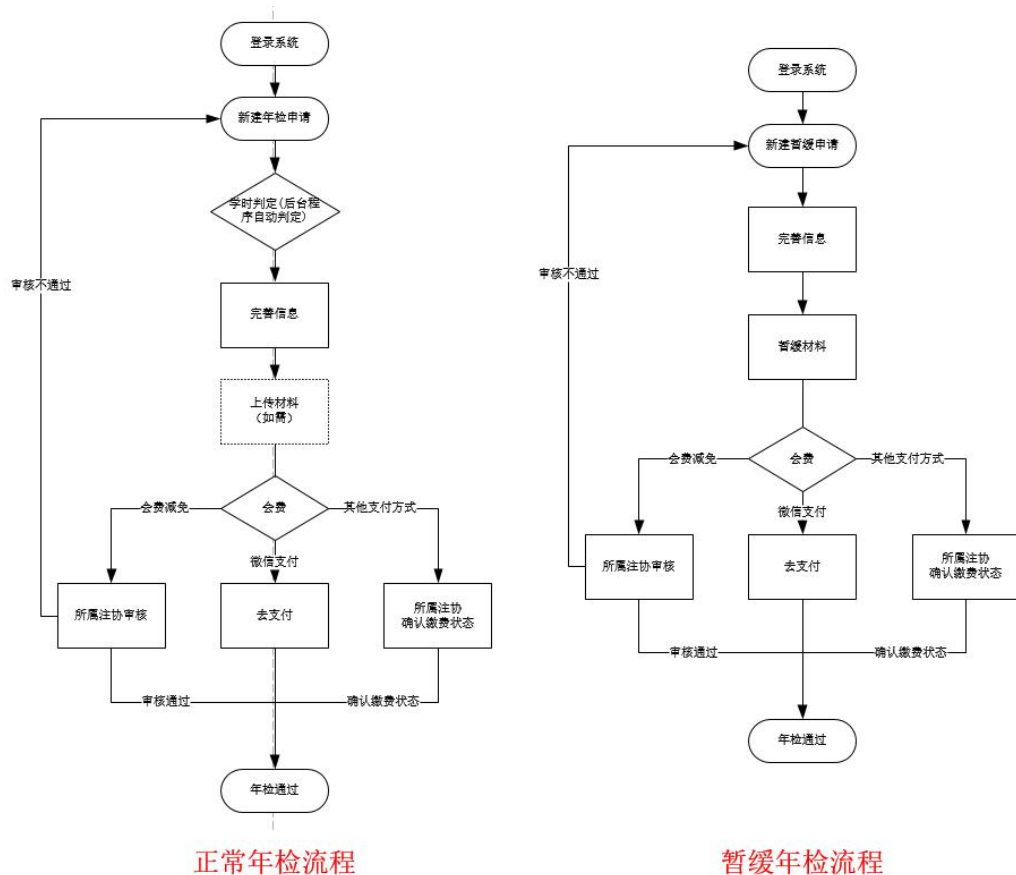 登录系统
新建年检申请
学时判定(后台程
序自动判定)
审核不通过
完善信息
上传材料
（如需）
会费减免
会费
其他支付方式
微信支付
所属注协审核
去支付
所属注协
确认缴费状态
审核通过
确认缴费状态
年检通过
正常年检流程
登录系统
新建暂缓申请
完善信息
审核不通过
暂缓材料
会费减免
会费
其他支付方式
微信支付
所属注协审核
去支付
所属注协
确认缴费状态
审核通过
确认缴费状态
年检通过
暂缓年检流程